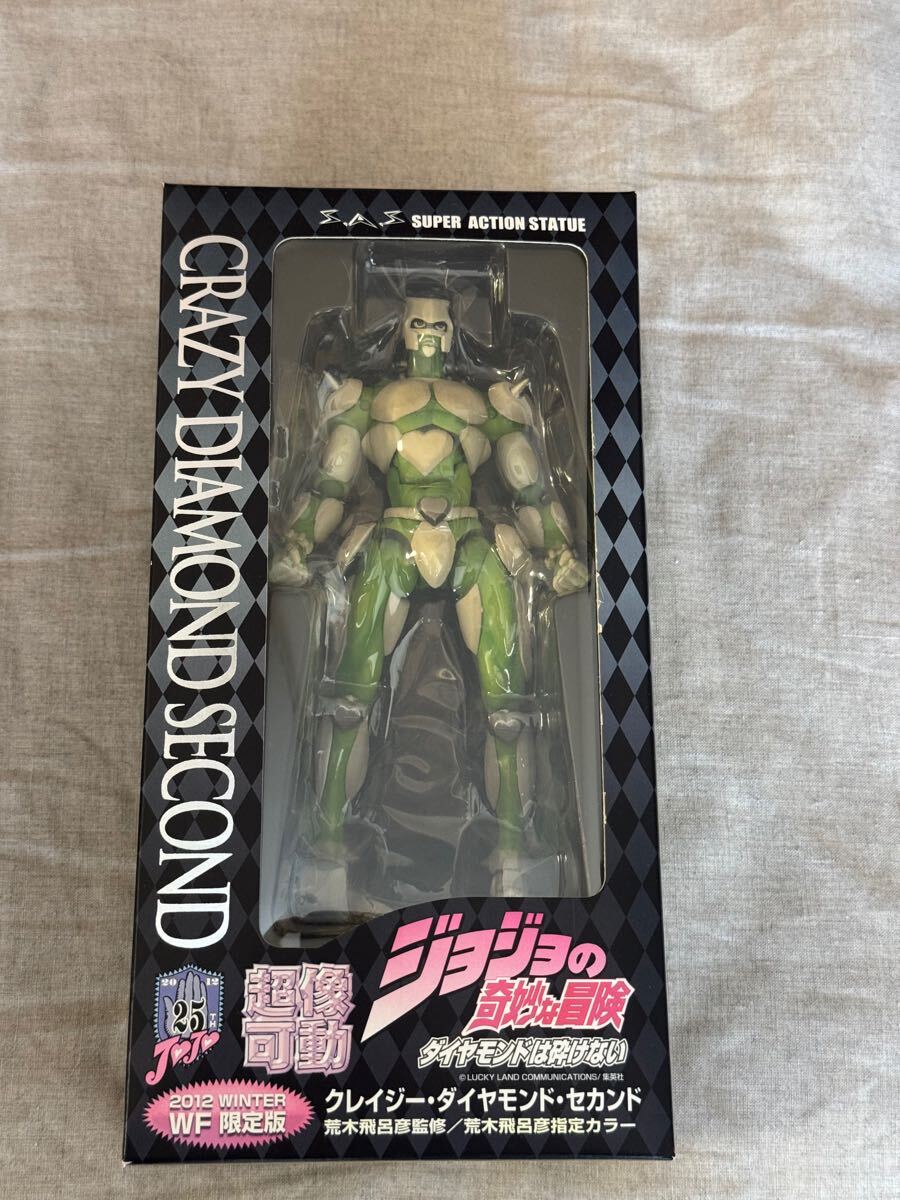 S.A.S SUPER ACTION STATUE
CRAZY DIAMOND SECOND
2012
25
TH
JoJo
超像
可動
ジョジョの
奇妙な冒険
ダイヤモンドは砕けない
©LUCKY LAND COMMUNICATIONS/集英社
2012 WINTER
WF 限定版
クレイジー・ダイヤモンド・セカンド
荒木飛呂彦監修/荒木飛呂彦指定カラー